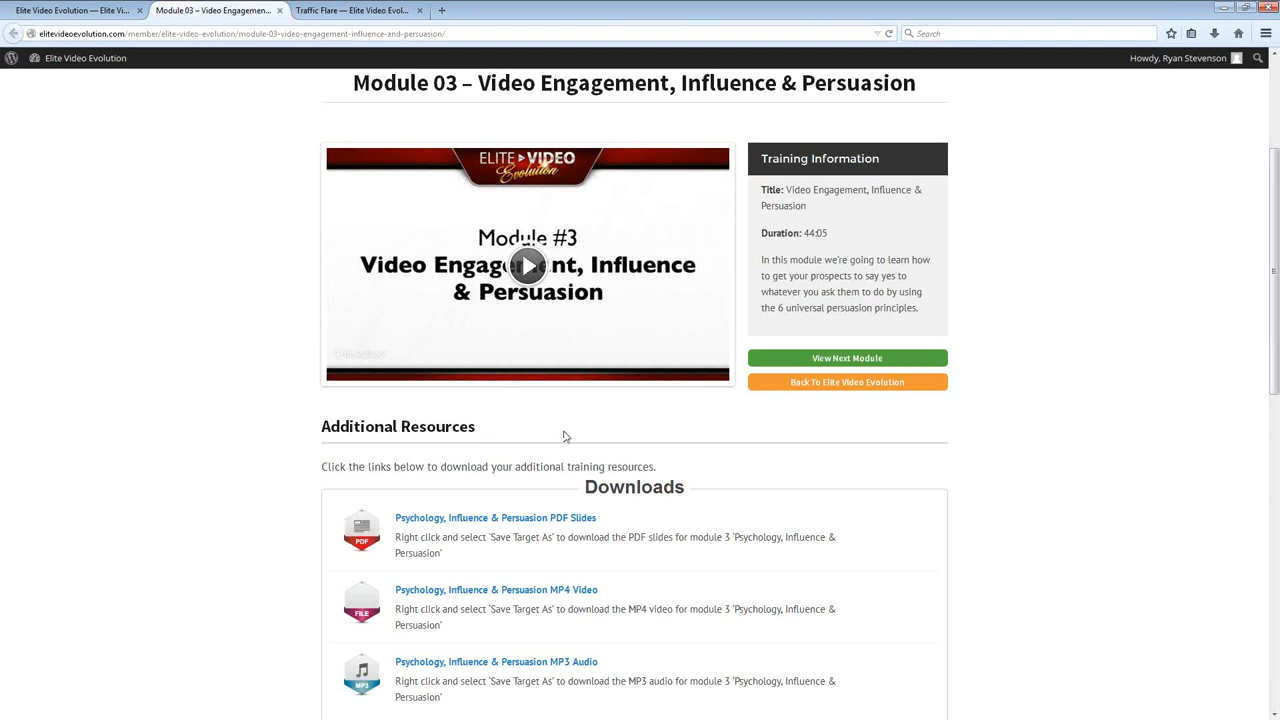 Elite Video Evolution — Elite Vi...
Module 03 – Video Engagemen...
Traffic Flare — Elite Video Evol...
elitevideoevolution.com/member/elite-video-evolution/module-03-video-engagement-influence-and-persuasion/
Search
Elite Video Evolution
Howdy, Ryan Stevenson
Module 03 – Video Engagement, Influence & Persuasion
ELITE VIDEO
Evolution
Module #3
Video Engagement, Influence
& Persuasion
Training Information
Title: Video Engagement, Influence &
Persuasion
Duration: 44:05
In this module we're going to learn how
to get your prospects to say yes to
whatever you ask them to do by using
the 6 universal persuasion principles.
View Next Module
Back To Elite Video Evolution
Additional Resources
Click the links below to download your additional training resources.
Downloads
PDF
Psychology, Influence & Persuasion PDF Slides
Right click and select 'Save Target As' to download the PDF slides for module 3 'Psychology, Influence &
Persuasion'
FILE
Psychology, Influence & Persuasion MP4 Video
Right click and select 'Save Target As' to download the MP4 video for module 3 'Psychology, Influence &
Persuasion'
MP3
Psychology, Influence & Persuasion MP3 Audio
Right click and select 'Save Target As' to download the MP3 audio for module 3 'Psychology, Influence &
Persuasion'